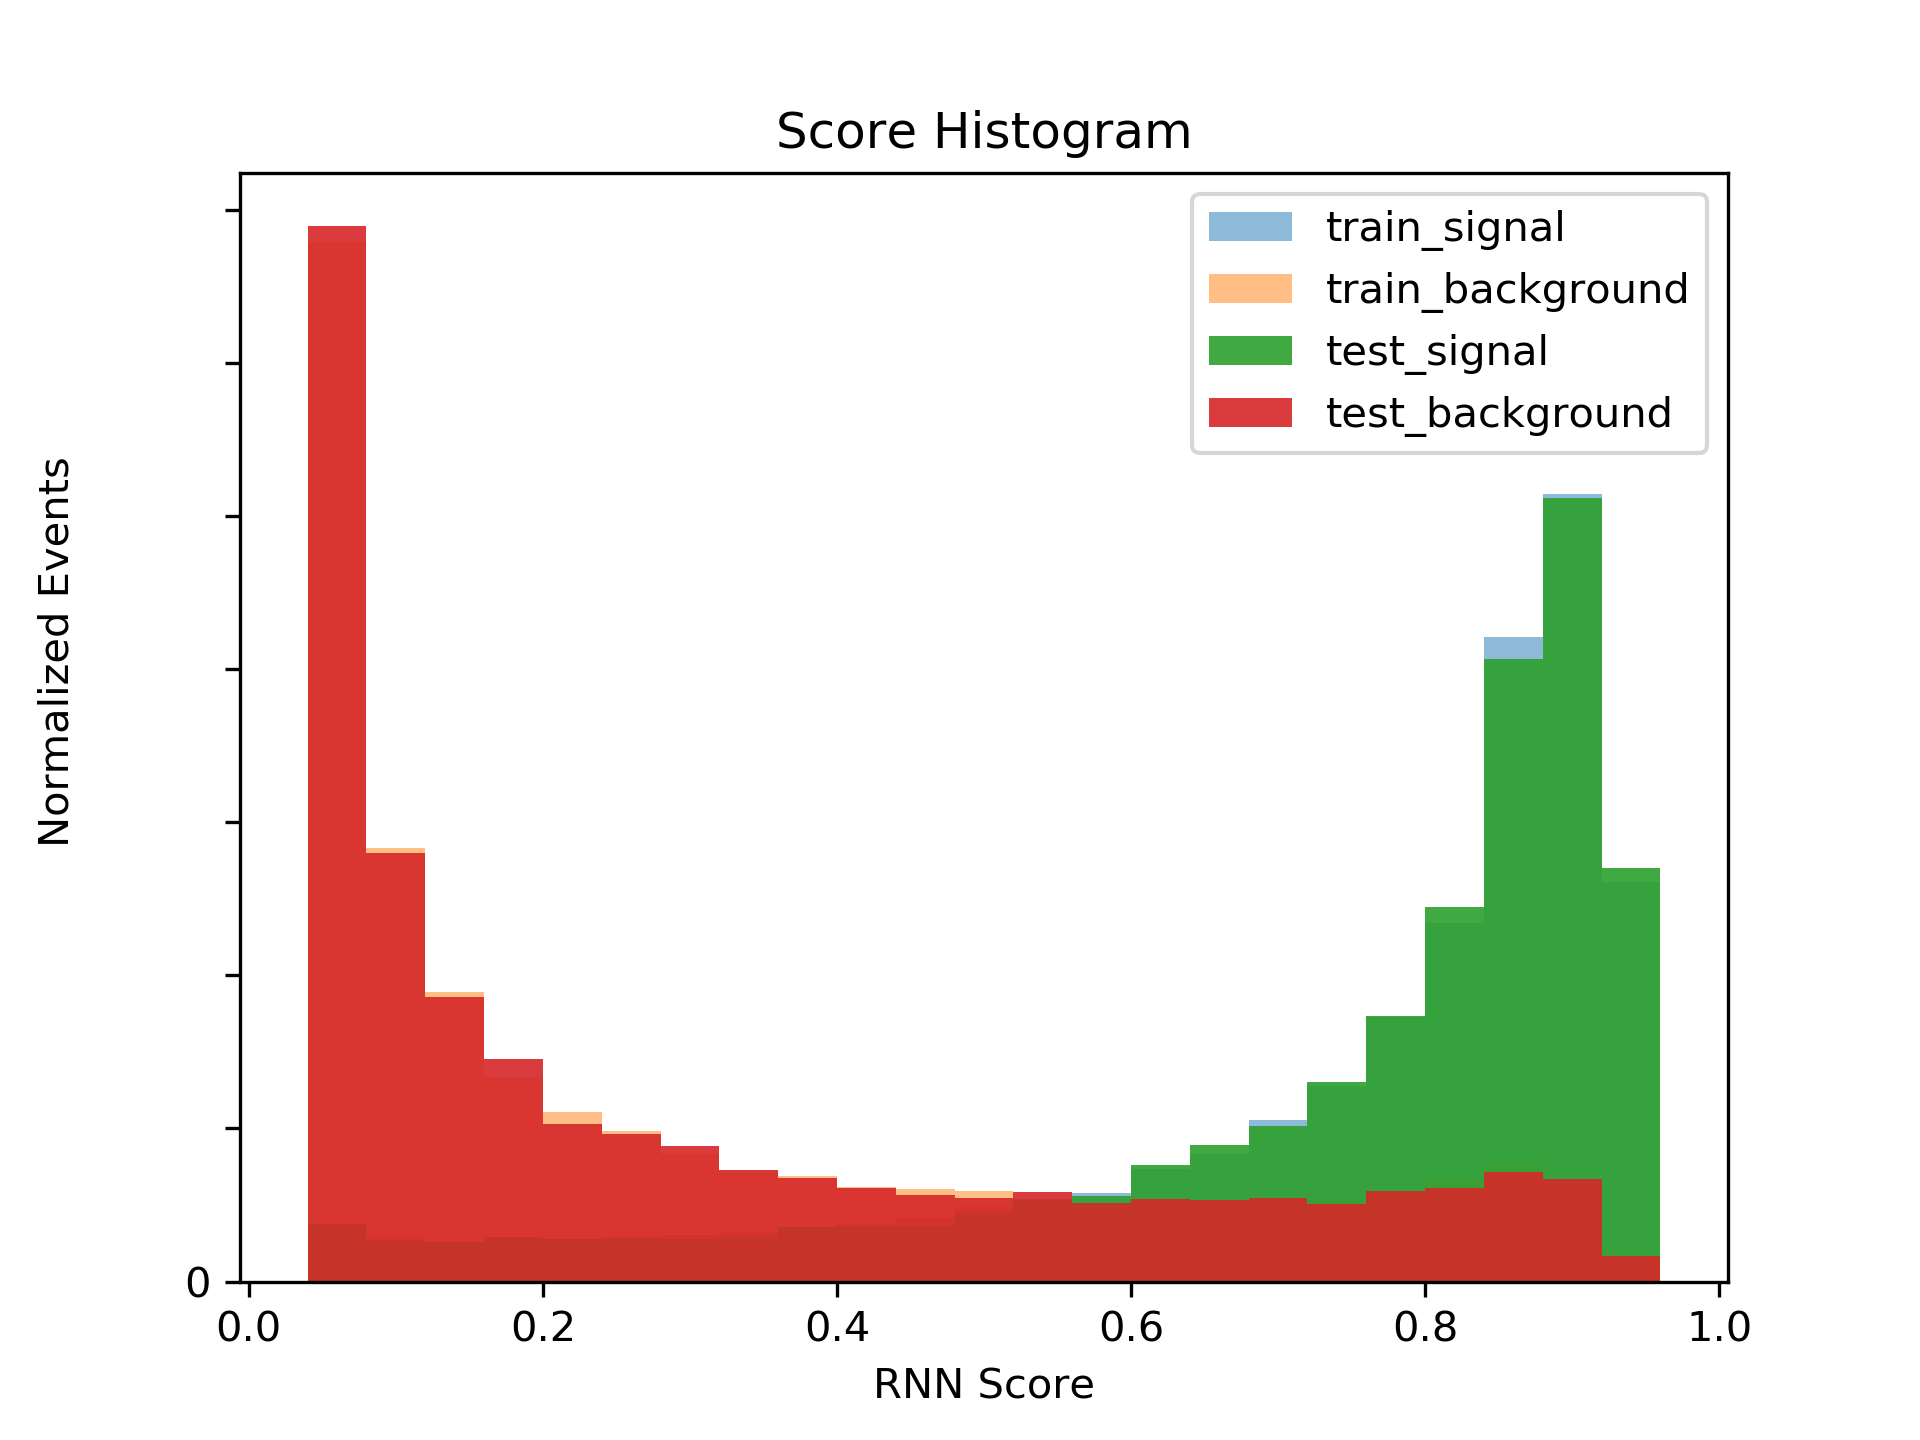 Score Histogram
train_signal
train_background
test_signal
test_background
Normalized Events
0
0.0 0.2 0.4 0.6 0.8 1.0
RNN Score